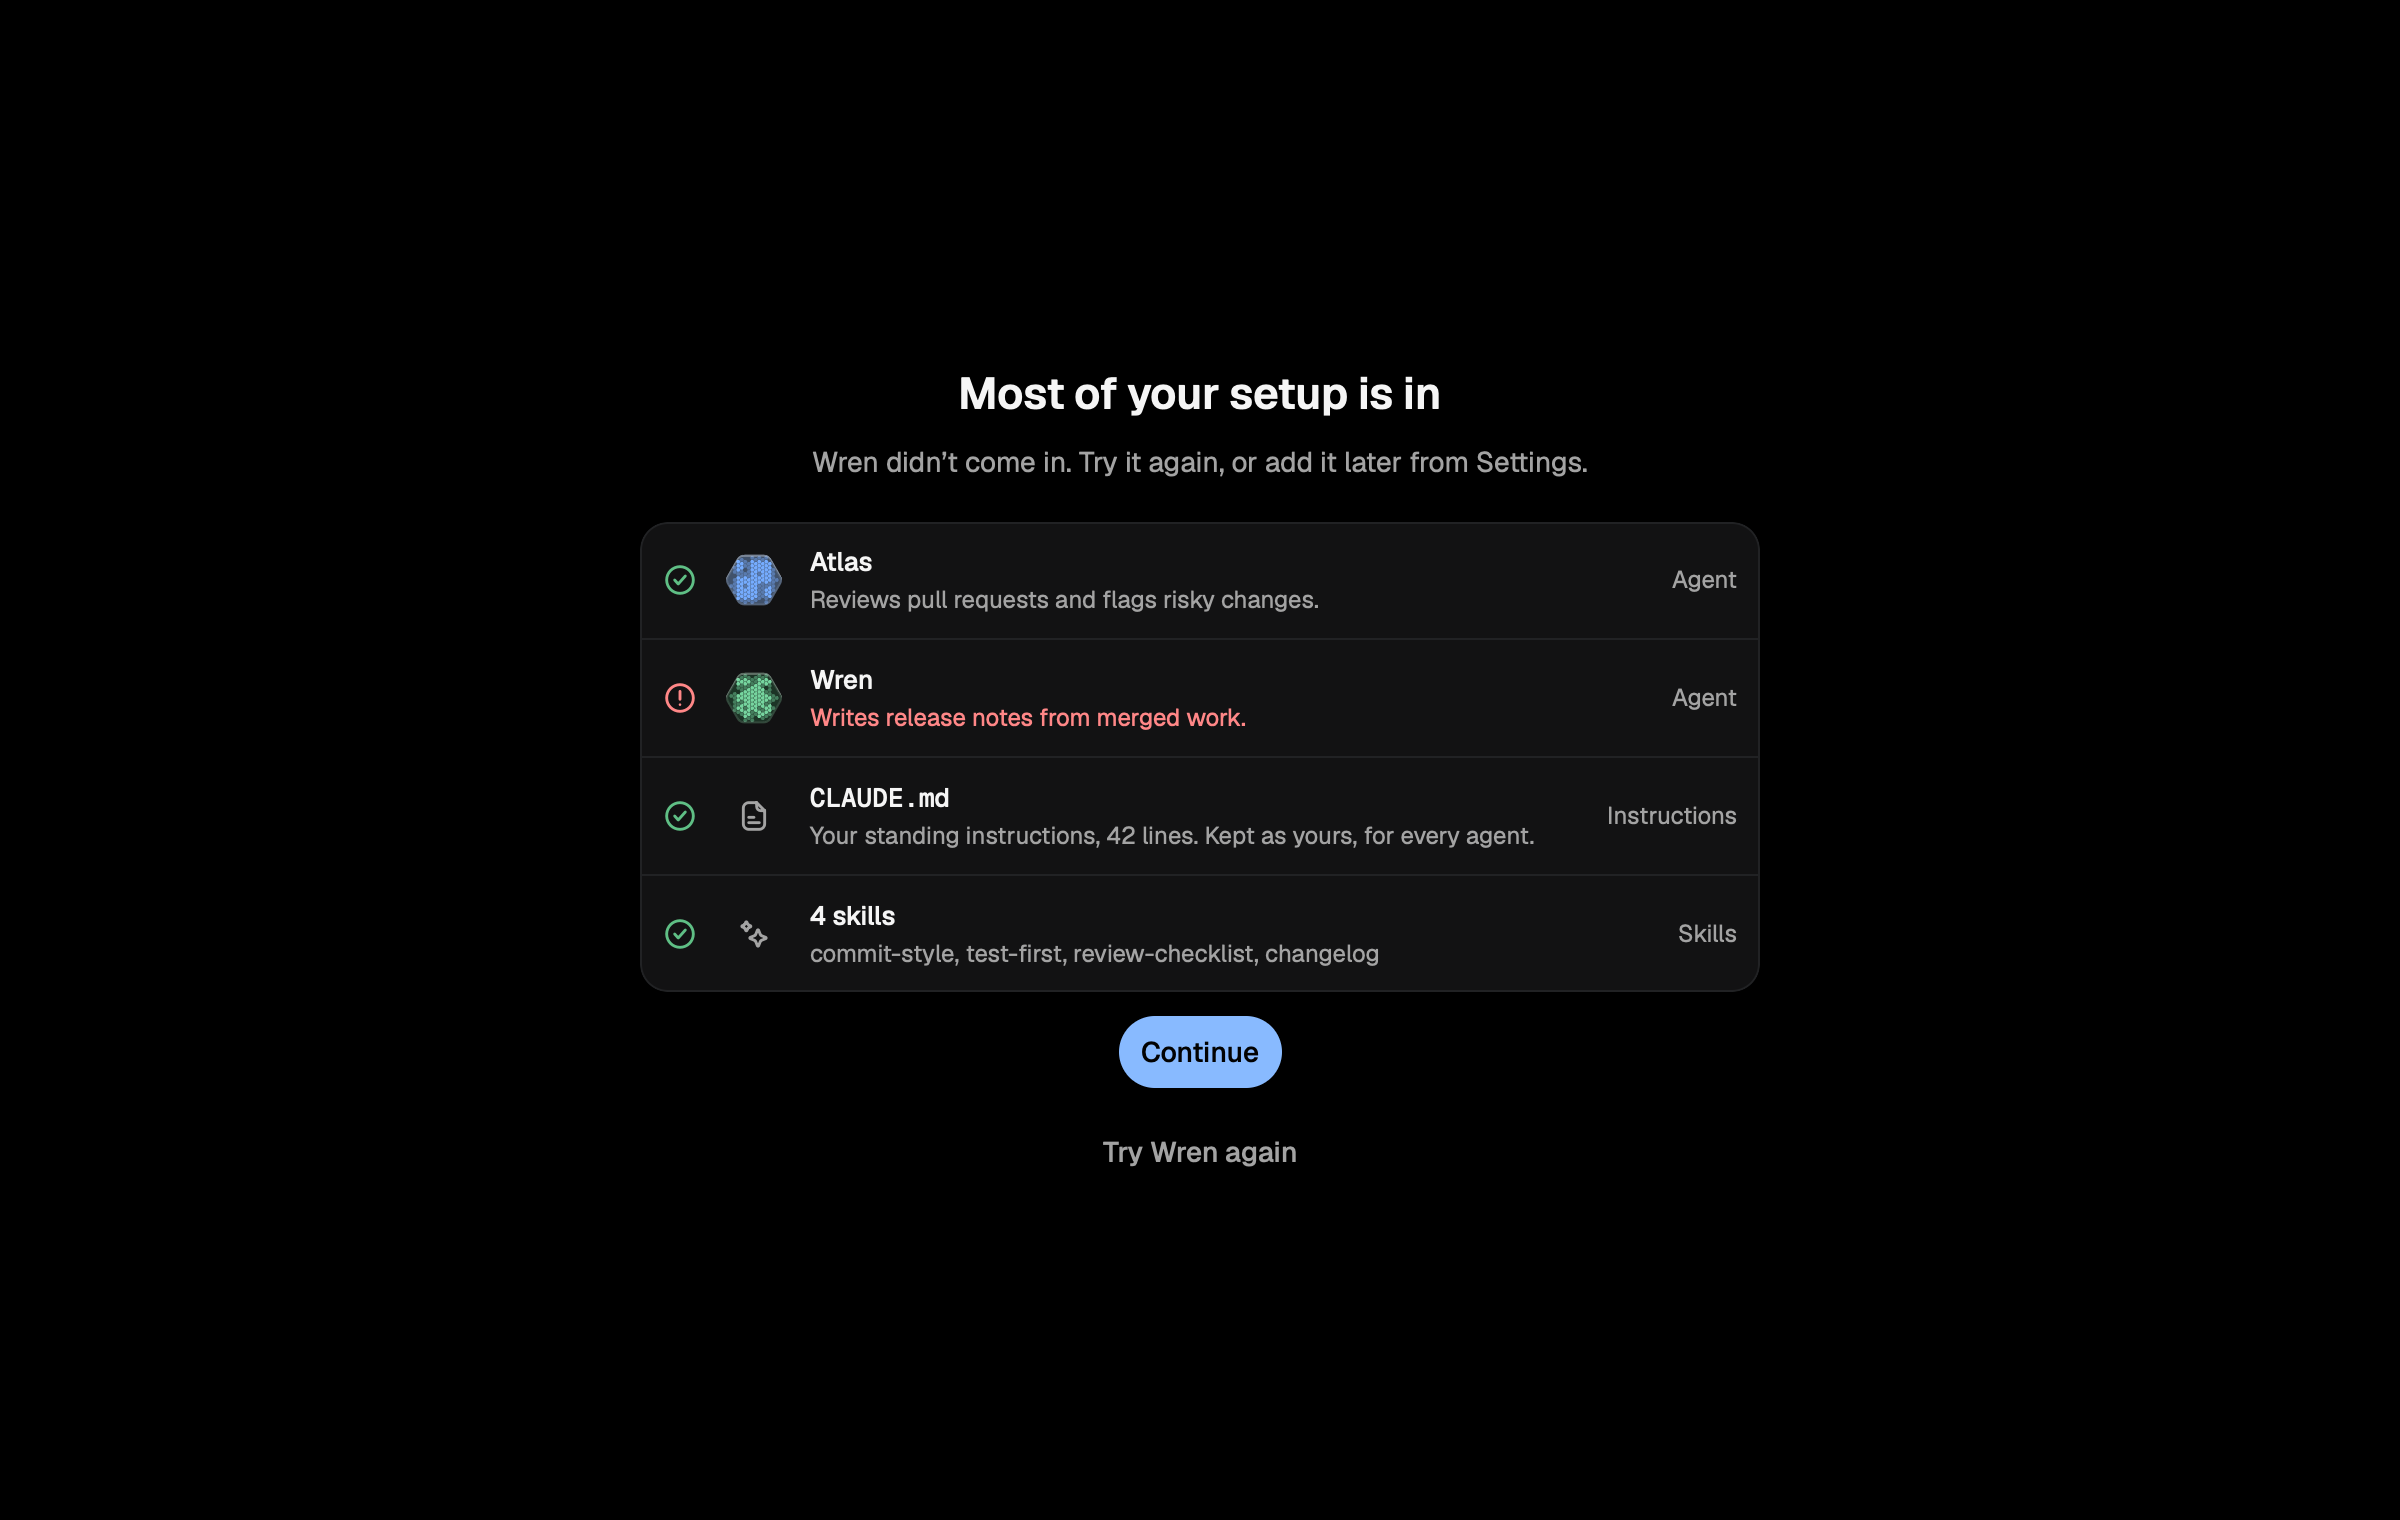 Most of your setup is in
Wren didn’t come in. Try it again, or add it later from Settings.
Atlas
Reviews pull requests and flags risky changes.
Agent
Wren
Writes release notes from merged work.
Agent
CLAUDE.md
Your standing instructions, 42 lines. Kept as yours, for every agent.
Instructions
4 skills
commit-style, test-first, review-checklist, changelog
Skills
Continue
Try Wren again